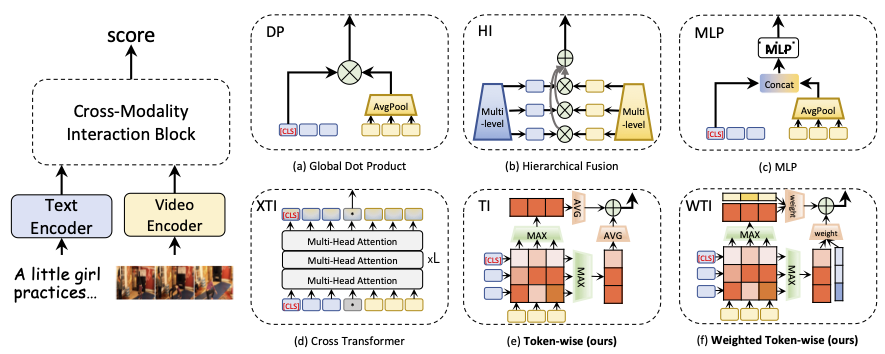 score
Cross-Modality
Interaction Block
Text
Encoder
Video
Encoder
A little girl
practices...
DP
AvgPool
[CLS]
(a) Global Dot Product
HI
Multi
-level
Multi
-level
(b) Hierarchical Fusion
MLP
MLP
Concat
AvgPool
[CLS]
(c) MLP
XTI
[CLS]
*
Multi-Head Attention
Multi-Head Attention
Multi-Head Attention
xL
[CLS]
*
(d) Cross Transformer
TI
AVG
MAX
AVG
[CLS]
MAX
(e) Token-wise (ours)
WTI
weight
MAX
weight
[CLS]
MAX
(f) Weighted Token-wise (ours)